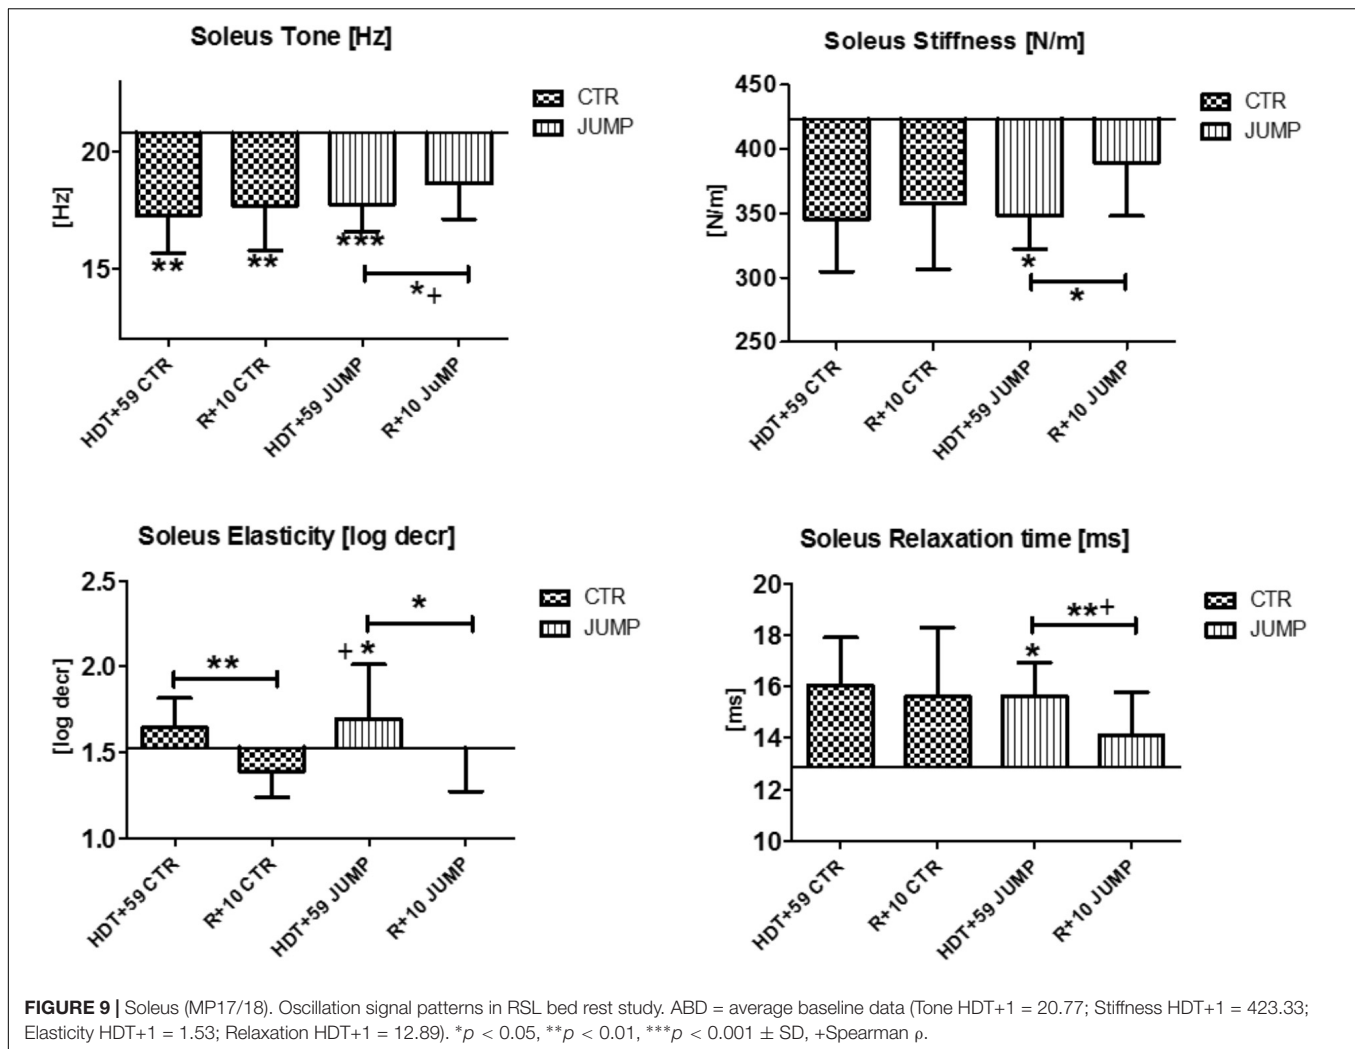 Soleus Tone [Hz]
CTR
JUMP
20
15
[Hz]
**
**
***
*+
HDT+59 CTR
R+10 CTR
HDT+59 JUMP
R+10 JuMP
Soleus Stiffness [N/m]
CTR
JUMP
450
400
350
300
250
[N/m]
*
*
HDT+59 CTR
R+10 CTR
HDT+59 JUMP
R+10 JUMP
Soleus Elasticity [log decr]
CTR
JUMP
2.5
2.0
1.5
1.0
[log decr]
**
+*
*
HDT+59 CTR
R+10 CTR
HDT+59 JUMP
R+10 JUMP
Soleus Relaxation time [ms]
CTR
JUMP
20
18
16
14
12
10
[ms]
*
**+
HDT+59 CTR
R+10 CTR
HDT+59 JUMP
R+10 JUMP
FIGURE 9 | Soleus (MP17/18). Oscillation signal patterns in RSL bed rest study. ABD = average baseline data (Tone HDT+1 = 20.77; Stiffness HDT+1 = 423.33;
Elasticity HDT+1 = 1.53; Relaxation HDT+1 = 12.89). *p < 0.05, **p < 0.01, ***p < 0.001 ± SD, +Spearman ρ.